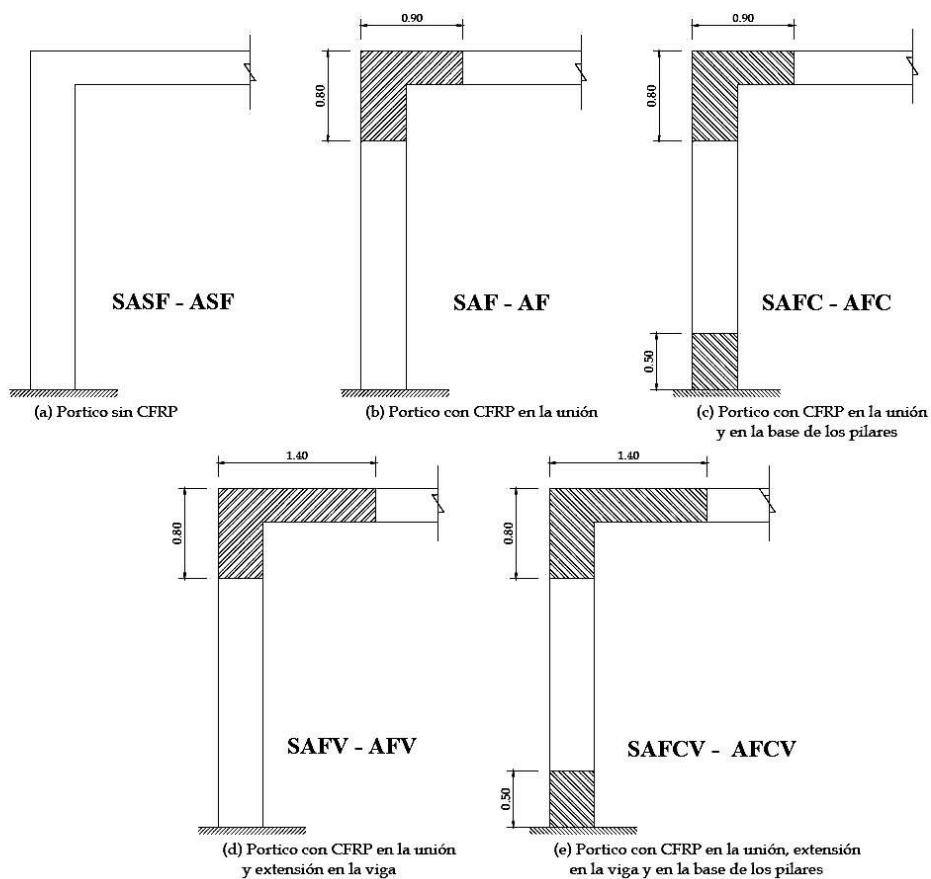 0.90
0.80
SASF - ASF
(a) Portico sin CFRP
SAF - AF
(b) Portico con CFRP en la unión
0.90
0.80
SAFC - AFC
0.50
(c) Portico con CFRP en la unión
y en la base de los pilares
1.40
0.80
SAFV - AFV
(d) Portico con CFRP en la unión
y extensión en la viga
1.40
0.80
SAFCV - AFCV
0.50
(e) Portico con CFRP en la unión, extensión
en la viga y en la base de los pilares